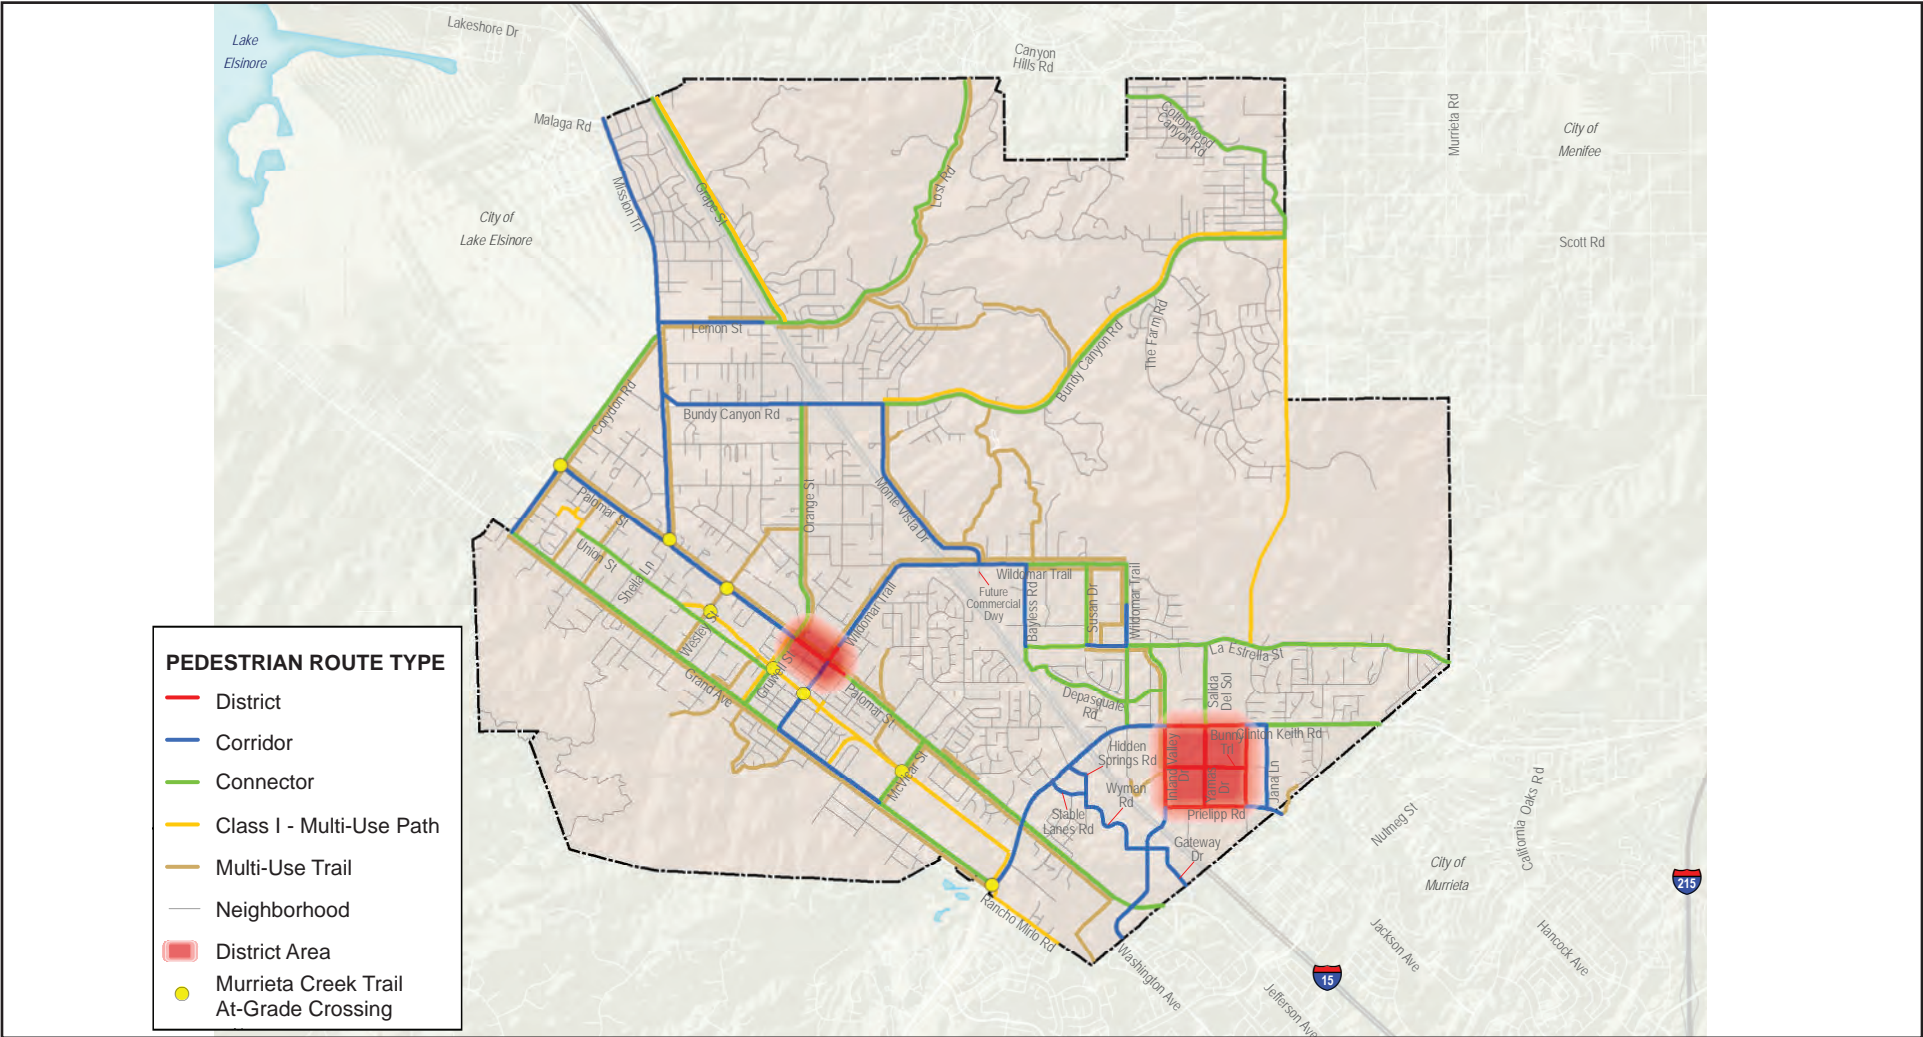 Lakeshore Dr
Lake
Elsinore
Canyon
Hills Rd
Malaga Rd
Cottonwood
Canyon Rd
Murrieta Rd
City of
Menifee
Mission Trl
Grape St
Lost Rd
City of
Lake Elsinore
Scott Rd
Lemon St
The Farm Rd
Bundy Canyon Rd
Corydon Rd
Bundy Canyon Rd
Orange St
Monte Vista Dr
Palomar St
Union St
Sheila Ln
Wildomar Trail
Wildomar Trail
Future
Commercial
Dwy
Bayless Rd
Susan Dr
Wildomar Trail
Wesley St
Gruwell St
La Estrella St
Grand Ave
Palomar St
Depasquale
Rd
Salida
Del Sol
Bunny
Trl
Clinton Keith Rd
Hidden
Springs Rd
Inland Valley
Dr
Yamas
Dr
Jana Ln
McVicar St
Wyman
Rd
Stable
Lanes Rd
Prielipp Rd
Gateway
Dr
Nutmeg St
California Oaks Rd
City of
Murrieta
215
Rancho Mirlo Rd
Washington Ave
Jackson Ave
Hancock Ave
15
Jefferson Ave
PEDESTRIAN ROUTE TYPE
District
Corridor
Connector
Class I - Multi-Use Path
Multi-Use Trail
Neighborhood
District Area
Murrieta Creek Trail
At-Grade Crossing